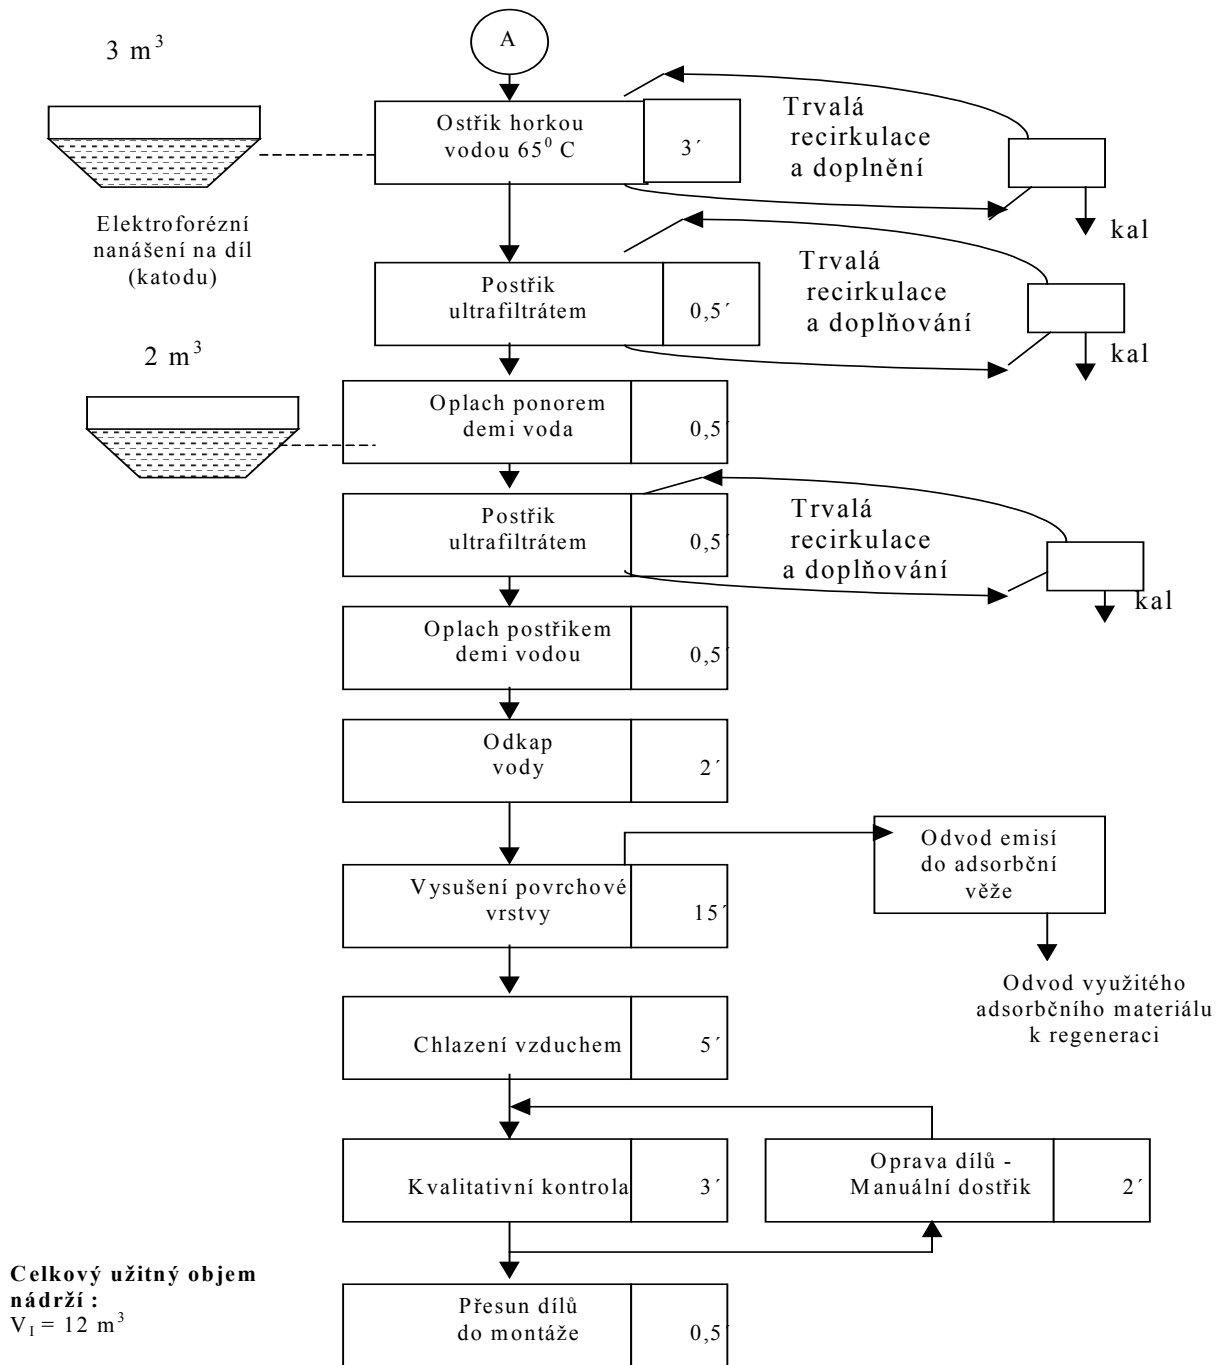 A
3 m³
Ostřik horkou
vodou 65⁰ C
3´
Trvalá
recirkulace
a doplnění
kal
Elektroforézní
nanášení na díl
(katodu)
Postřik
ultrafiltrátem
0,5´
Trvalá
recirkulace
a doplňování
kal
2 m³
Oplach ponorem
demi voda
0,5´
Postřik
ultrafiltrátem
0,5´
Trvalá
recirkulace
a doplňování
kal
Oplach postřikem
demi vodou
0,5´
Odkap
vody
2´
Vysušení povrchové
vrstvy
15´
Odvod emisí
do adsorbční
věže
Odvod využitého
adsorbčního materiálu
k regeneraci
Chlazení vzduchem
5´
Kvalitativní kontrola
3´
Oprava dílů -
Manuální dostřik
2´
Celkový užitný objem
nádrží :
V_I = 12 m³
Přesun dílů
do montáže
0,5´